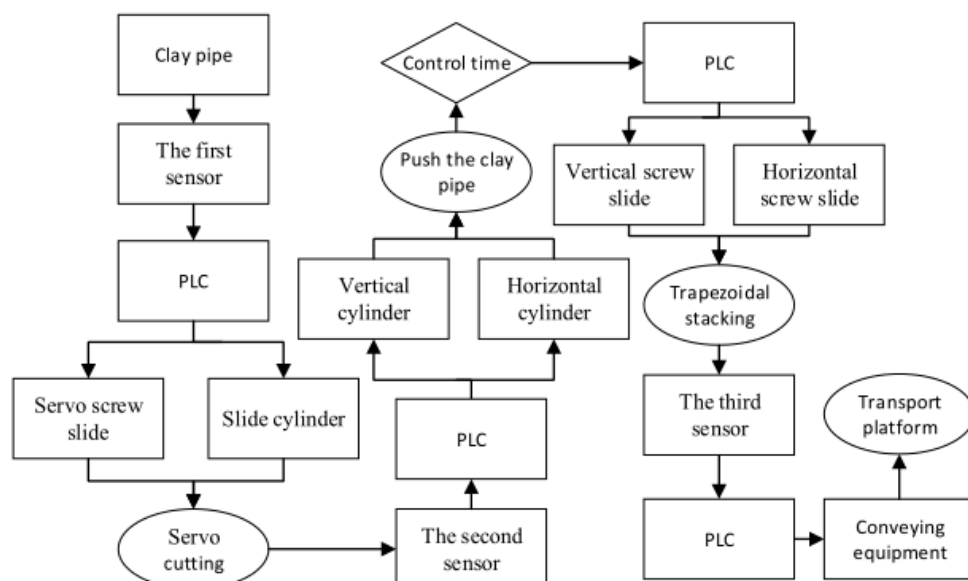 Clay pipe
The first
sensor
PLC
Servo screw
slide
Slide cylinder
Servo
cutting
The second
sensor
PLC
Vertical
cylinder
Horizontal
cylinder
Push the clay
pipe
Control time
PLC
Vertical screw
slide
Horizontal
screw slide
Trapezoidal
stacking
The third
sensor
PLC
Conveying
equipment
Transport
platform